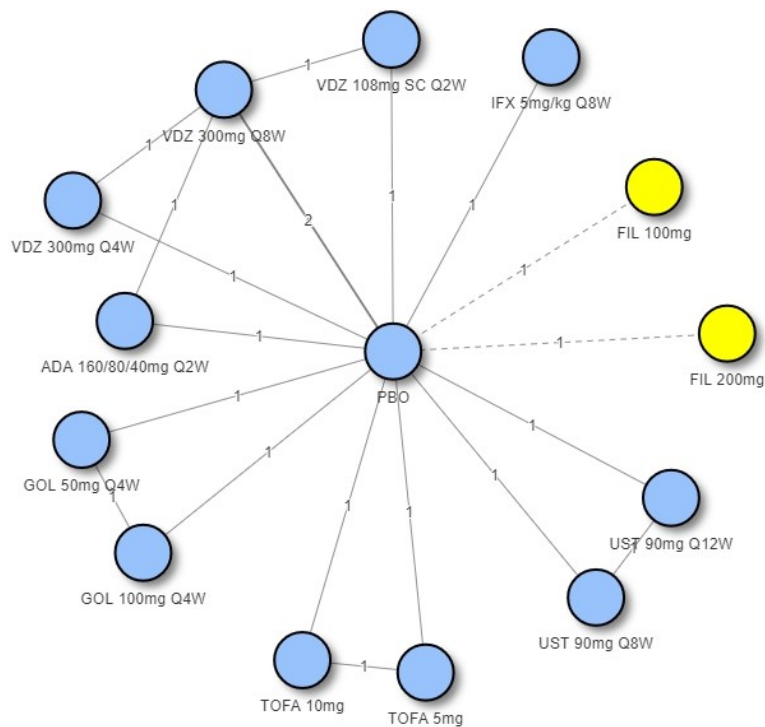 1
VDZ 108mg SC Q2W
IFX 5mg/kg Q8W
VDZ 300mg Q8W
1
1
VDZ 300mg Q4W
1
1
2
1
FIL 100mg
1
1
ADA 160/80/40mg Q2W
1
1
FIL 200mg
PBO
1
GOL 50mg Q4W
1
1
1
1
1
1
UST 90mg Q12W
1
GOL 100mg Q4W
UST 90mg Q8W
1
TOFA 10mg
TOFA 5mg